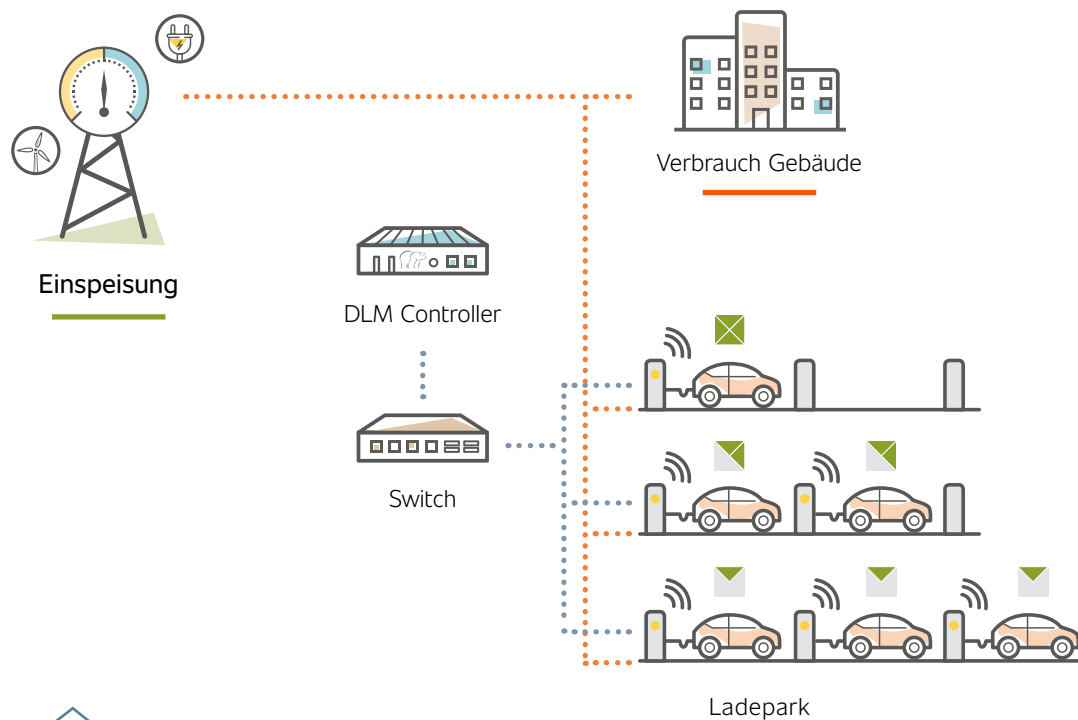 Verbrauch Gebäude
Einspeisung
DLM Controller
Switch
Ladepark